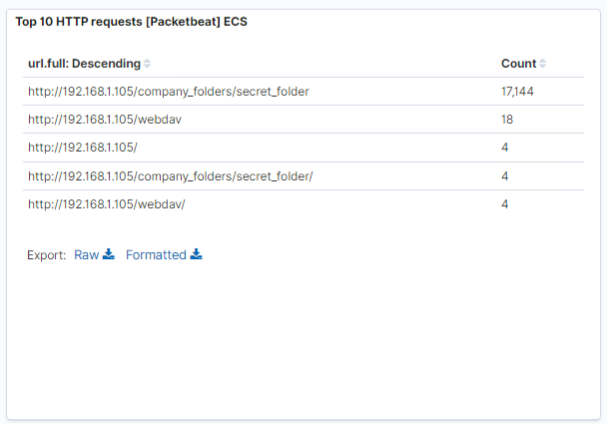 Top 10 HTTP requests [Packetbeat] ECS
url.full: Descending Count
http://192.168.1.105/company_folders/secret_folder 17,144
http://192.168.1.105/webdav 18
http://192.168.1.105/ 4
http://192.168.1.105/company_folders/secret_folder/ 4
http://192.168.1.105/webdav/ 4
Export: Raw Formatted